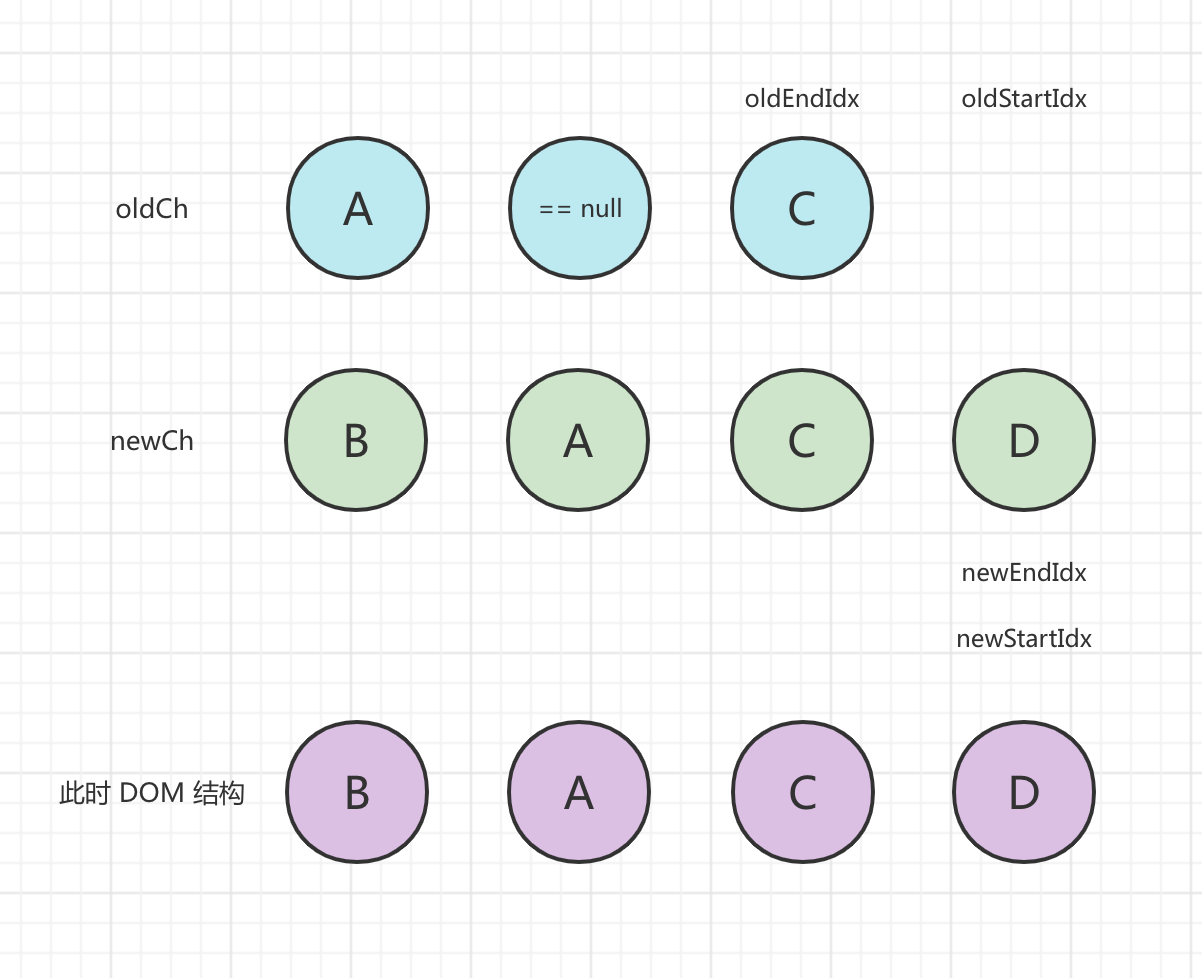 oldEndIdx oldStartIdx
oldCh A == null C
newCh B A C D
newEndIdx
newStartIdx
此时 DOM 结构 B A C D